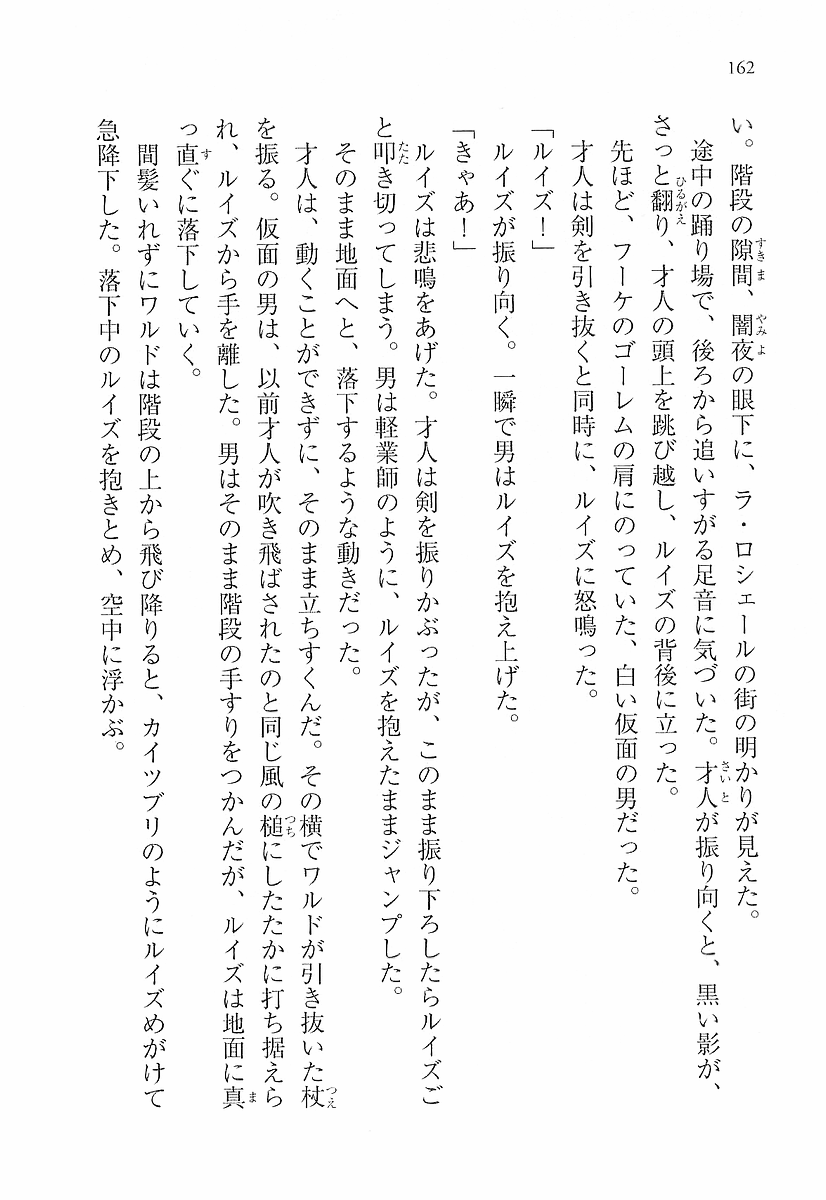 162
い。階段の隙間、闇夜の眼下に、ラ・ロシェールの街の明かりが見えた。
途中の踊り場で、後ろから追いすがる足音に気づいた。才人が振り向くと、黒い影が、
さっと翻り、才人の頭上を跳び越し、ルイズの背後に立った。
先ほど、フーケのゴーレムの肩にのっていた、白い仮面の男だった。
才人は剣を引き抜くと同時に、ルイズに怒鳴った。
「ルイズ！」
ルイズが振り向く。一瞬で男はルイズを抱え上げた。
「きゃあ！」
ルイズは悲鳴をあげた。才人は剣を振りかぶったが、このまま振り下ろしたらルイズご
と叩き切ってしまう。男は軽業師のように、ルイズを抱えたままジャンプした。
そのまま地面へと、落下するような動きだった。
才人は、動くことができずに、そのまま立ちすくんだ。その横でワルドが引き抜いた杖
を振る。仮面の男は、以前才人が吹き飛ばされたのと同じ風の槌にしたたかに打ち据えら
れ、ルイズから手を離した。男はそのまま階段の手すりをつかんだが、ルイズは地面に真
っ直ぐに落下していく。
間髪いれずにワルドは階段の上から飛び降りると、カイツブリのようにルイズめがけて
急降下した。落下中のルイズを抱きとめ、空中に浮かぶ。